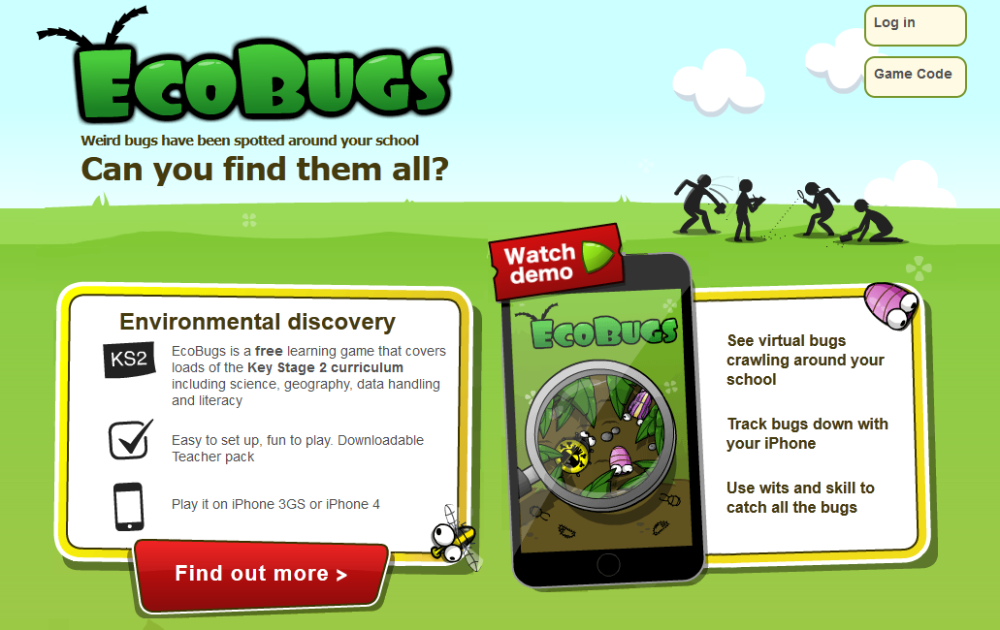 Log in
Game Code
EcoBugs
Weird bugs have been spotted around your school
Can you find them all?
Environmental discovery
KS2
EcoBugs is a free learning game that covers
loads of the Key Stage 2 curriculum
including science, geography, data handling
and literacy
Easy to set up, fun to play. Downloadable
Teacher pack
Play it on iPhone 3GS or iPhone 4
Find out more >
Watch
demo
EcoBugs
See virtual bugs
crawling around your
school
Track bugs down with
your iPhone
Use wits and skill to
catch all the bugs